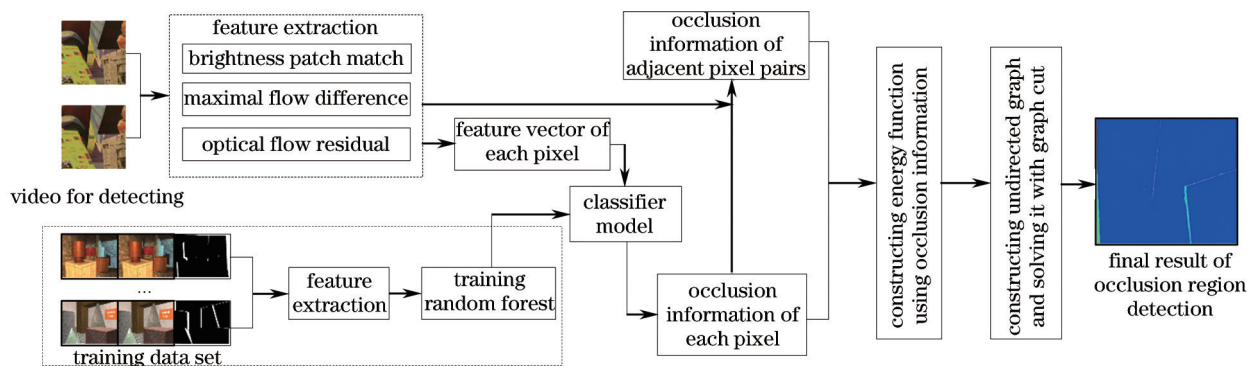 feature extraction
brightness patch match
maximal flow difference
optical flow residual
video for detecting
feature vector of
each pixel
classifier
model
occlusion
information of
adjacent pixel pairs
feature
extraction
training
random forest
...
training data set
occlusion
information of
each pixel
constructing energy function
using occlusion information
constructing undirected graph
and solving it with graph cut
final result of
occlusion region
detection